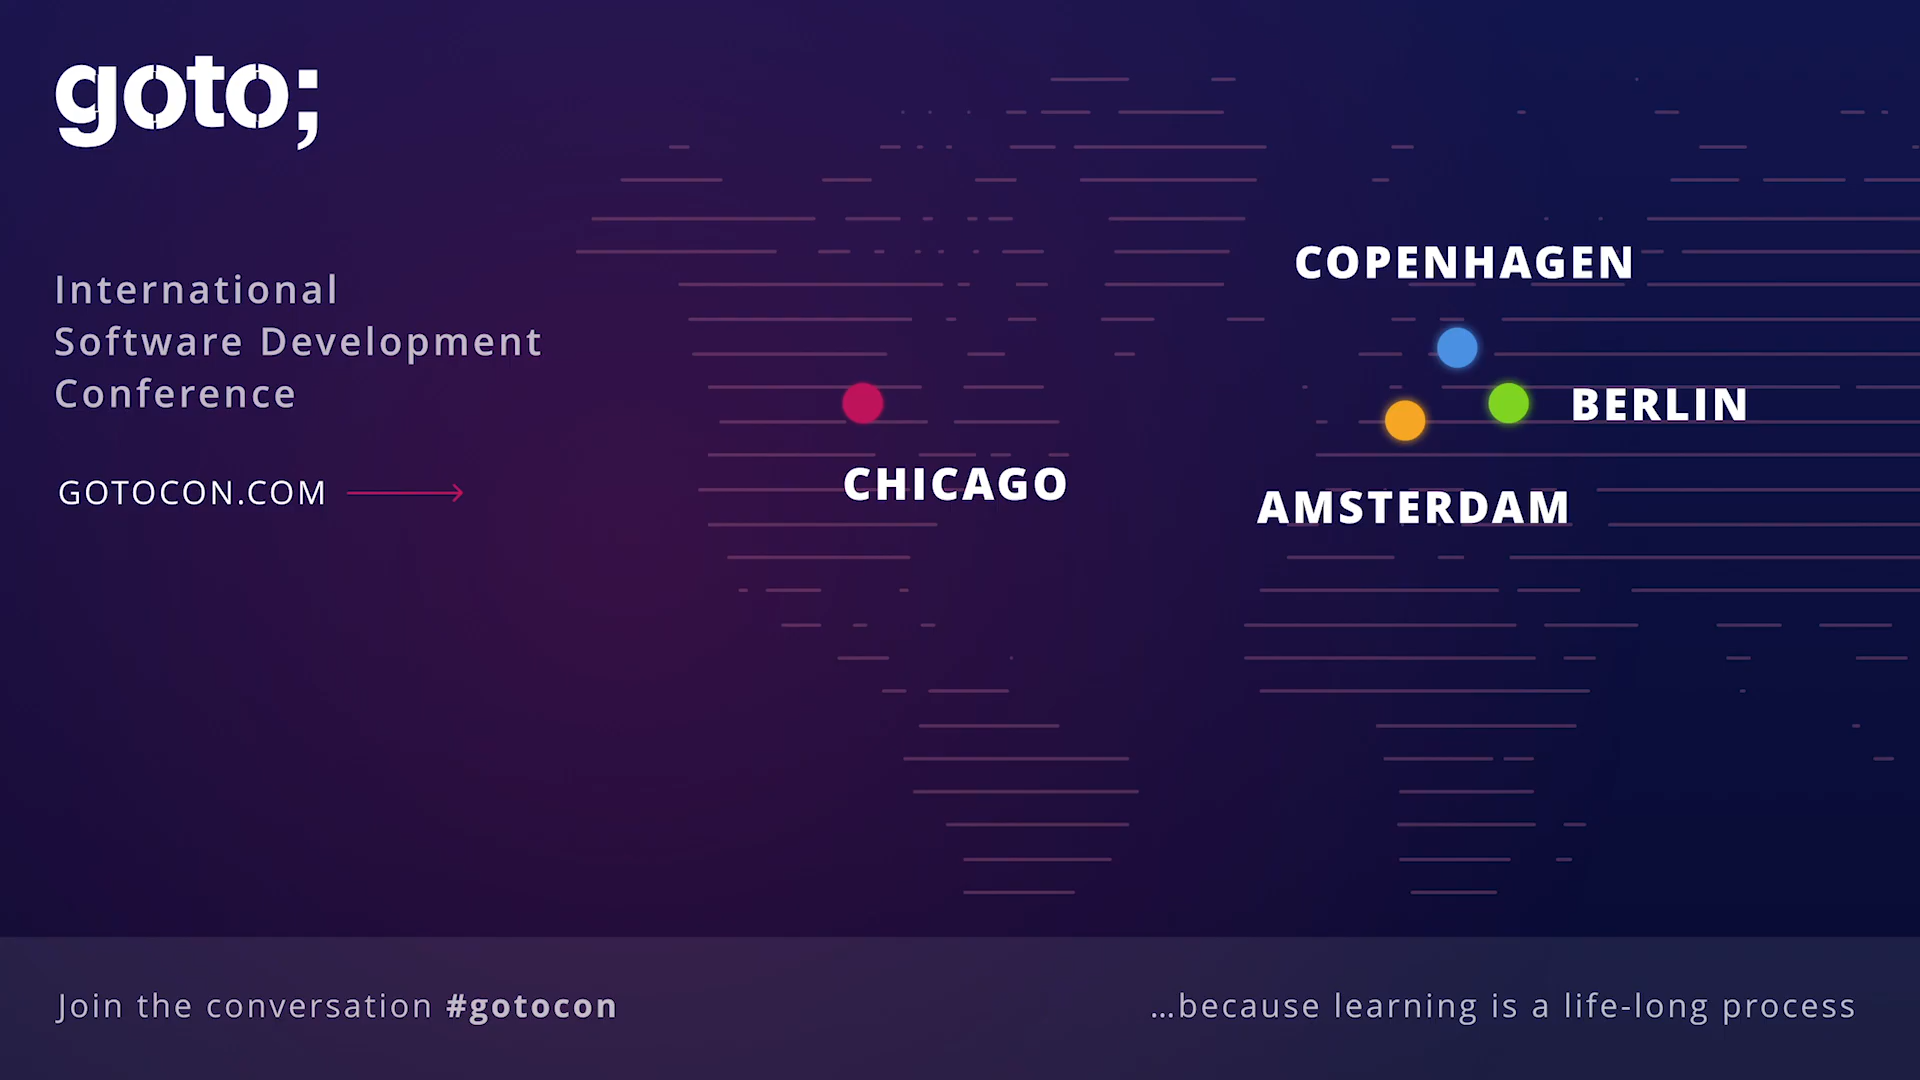 goto;
International
Software Development
Conference
GOTOCON.COM
COPENHAGEN
BERLIN
CHICAGO
AMSTERDAM
Join the conversation #gotocon
...because learning is a life-long process